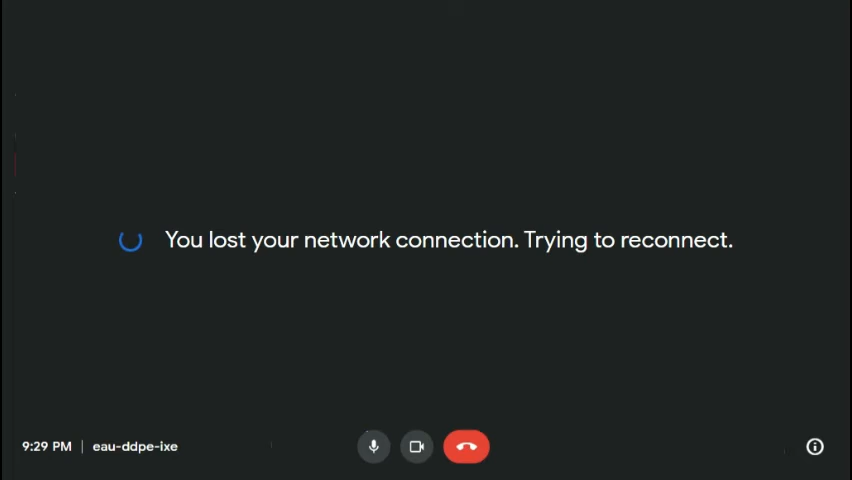 You lost your network connection. Trying to reconnect.
9:29 PM | eau-ddpe-ixe